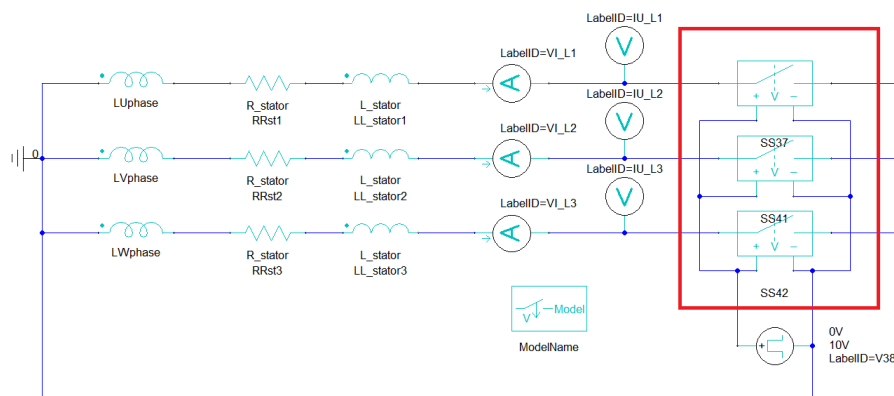 LabelID=IU_L1
V
LabelID=VI_L1
A
LUphase
R_stator
RRst1
L_stator
LL_stator1
LabelID=IU_L2
V
LabelID=VI_L2
A
+ V −
SS37
0
LVphase
R_stator
RRst2
L_stator
LL_stator2
LabelID=IU_L3
V
LabelID=VI_L3
A
+ V −
SS41
LWphase
R_stator
RRst3
L_stator
LL_stator3
+ V −
SS42
Model
V
ModelName
+
0V
10V
LabelID=V38